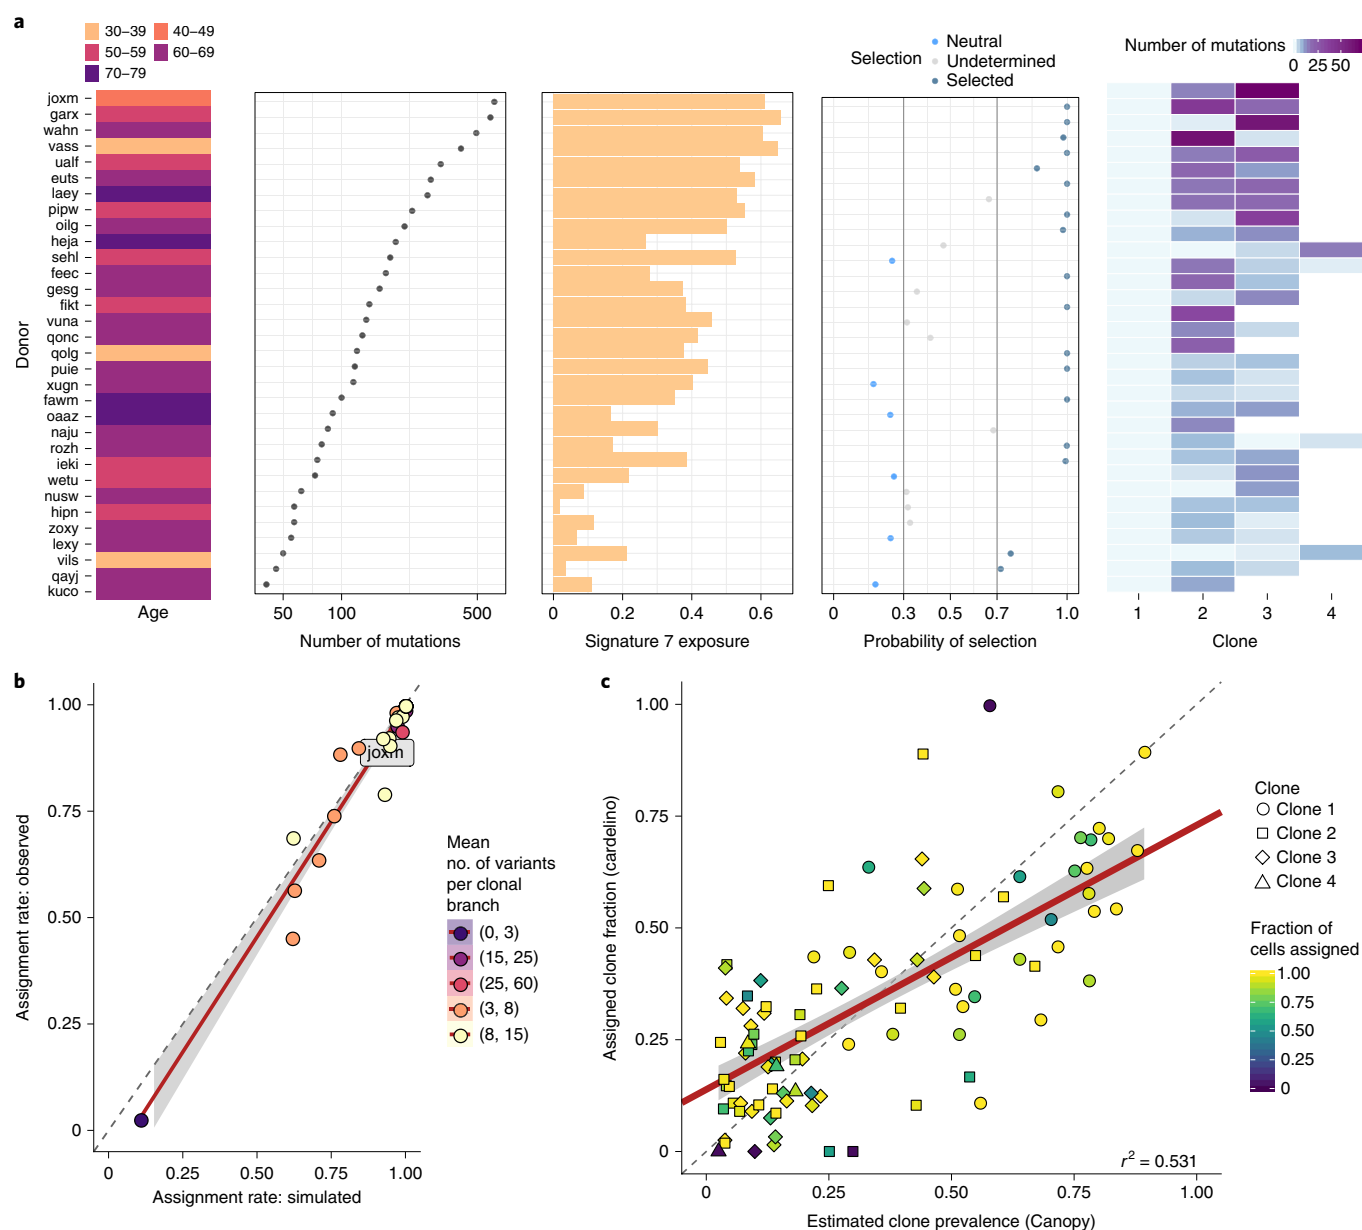 a
30–39 40–49
50–59 60–69
70–79
Selection
Neutral
Undetermined
Selected
Number of mutations
0 25 50
Donor
joxm
garx
wahn
vass
ualf
euts
laey
pipw
oilg
heja
sehl
feec
gesg
fikt
vuna
qonc
qolg
puie
xugn
fawm
oaaz
naju
rozh
ieki
wetu
nusw
hipn
zoxy
lexy
vils
qayj
kuco
Age
50 100 500
Number of mutations
0 0.2 0.4 0.6
Signature 7 exposure
0 0.3 0.5 0.7 1.0
Probability of selection
1 2 3 4
Clone
b
Assignment rate: observed
1.00
0.75
0.50
0.25
0
joxm
0 0.25 0.50 0.75 1.00
Assignment rate: simulated
Mean
no. of variants
per clonal
branch
(0, 3)
(15, 25)
(25, 60)
(3, 8)
(8, 15)
c
Assigned clone fraction (cardelino)
1.00
0.75
0.50
0.25
0
r² = 0.531
0 0.25 0.50 0.75 1.00
Estimated clone prevalence (Canopy)
Clone
Clone 1
Clone 2
Clone 3
Clone 4
Fraction of
cells assigned
1.00
0.75
0.50
0.25
0